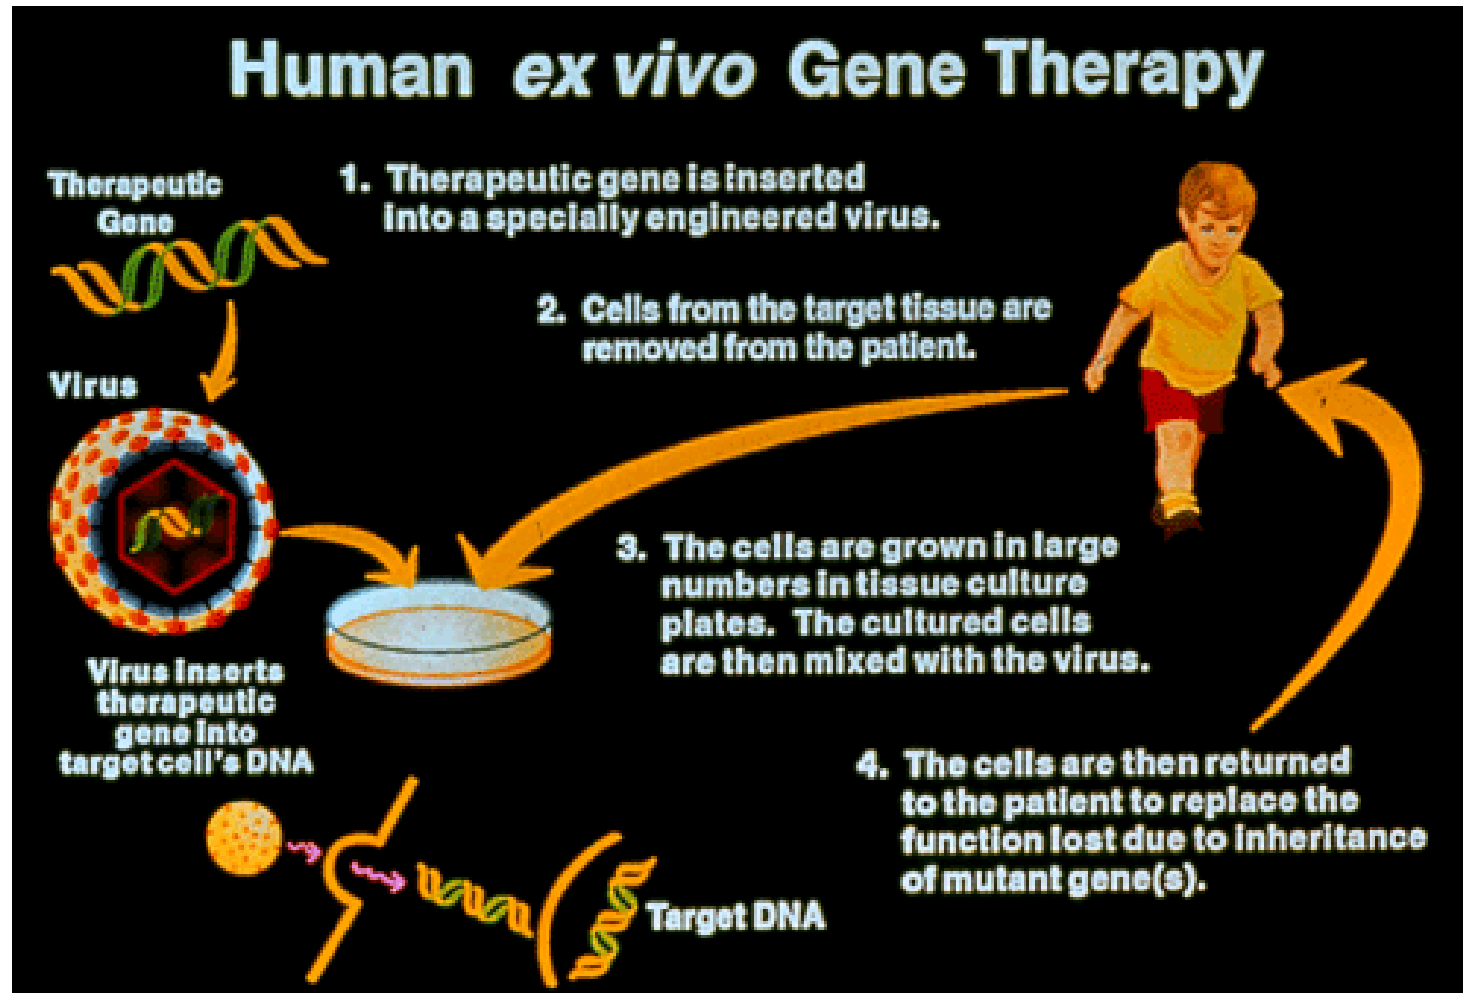 Human ex vivo Gene Therapy
Therapeutic
Gene
1. Therapeutic gene is inserted
into a specially engineered virus.
2. Cells from the target tissue are
removed from the patient.
Virus
3. The cells are grown in large
numbers in tissue culture
plates. The cultured cells
are then mixed with the virus.
Virus inserts
therapeutic
gene into
target cell's DNA
4. The cells are then returned
to the patient to replace the
function lost due to inheritance
of mutant gene(s).
Target DNA